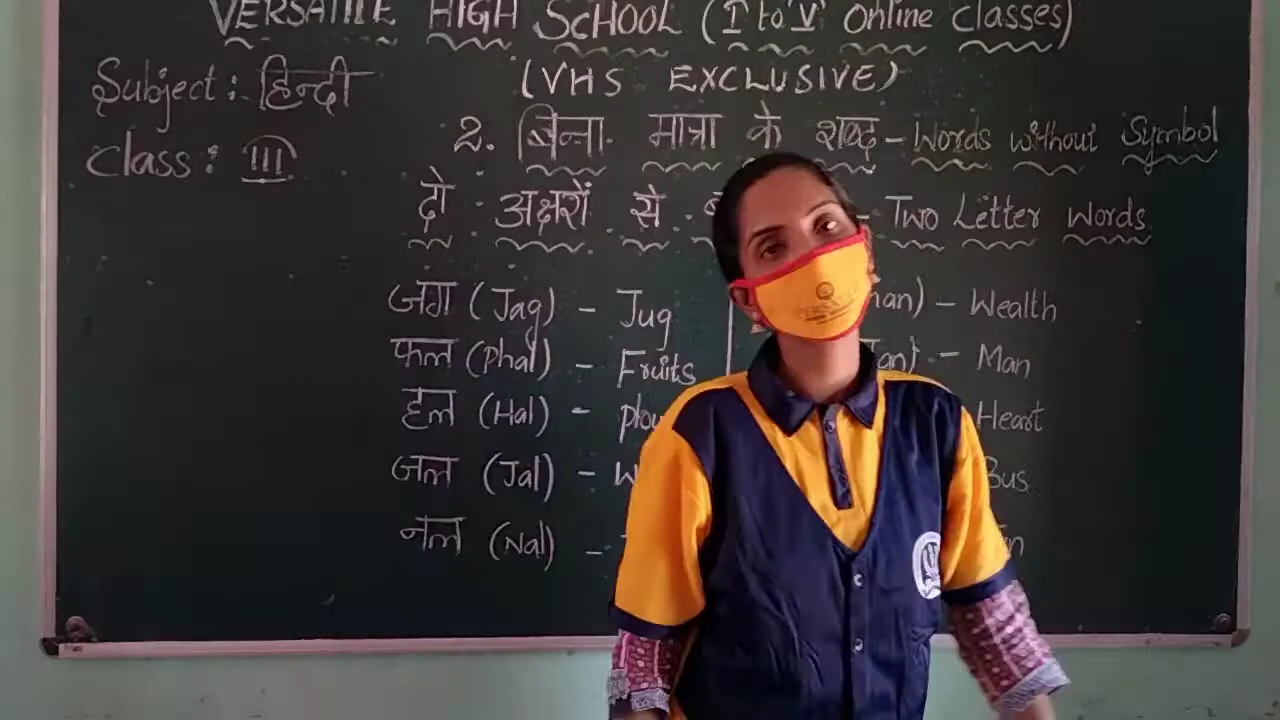 VERSATILE HIGH SCHOOL (I to V Online Classes)
Subject: हिन्दी
(VHS EXCLUSIVE)
Class: III
2. बिना मात्रा के शब्द - Words without Symbol
दो अक्षरों से - Two Letter Words
जग (Jag) - Jug
फल (Phal) - Fruits
हल (Hal) -
जल (Jal) -
नल (Nal) -
- Wealth
- Man
Heart
Bus